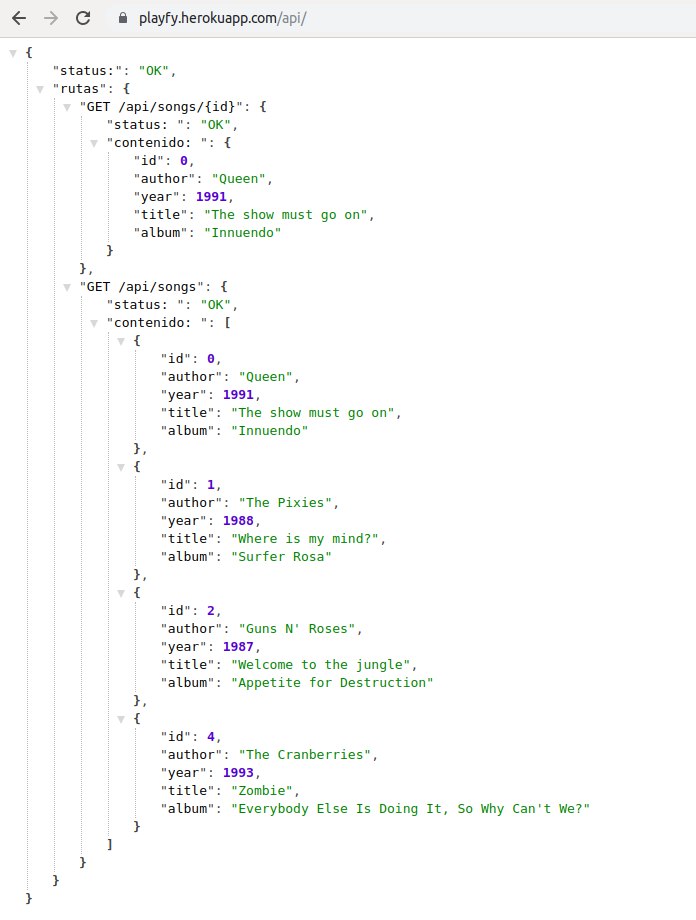 playfy.herokuapp.com/api/
{
"status:": "OK",
"rutas": {
"GET /api/songs/{id}": {
"status: ": "OK",
"contenido: ": {
"id": 0,
"author": "Queen",
"year": 1991,
"title": "The show must go on",
"album": "Innuendo"
}
},
"GET /api/songs": {
"status: ": "OK",
"contenido: ": [
{
"id": 0,
"author": "Queen",
"year": 1991,
"title": "The show must go on",
"album": "Innuendo"
},
{
"id": 1,
"author": "The Pixies",
"year": 1988,
"title": "Where is my mind?",
"album": "Surfer Rosa"
},
{
"id": 2,
"author": "Guns N' Roses",
"year": 1987,
"title": "Welcome to the jungle",
"album": "Appetite for Destruction"
},
{
"id": 4,
"author": "The Cranberries",
"year": 1993,
"title": "Zombie",
"album": "Everybody Else Is Doing It, So Why Can't We?"
}
]
}
}
}